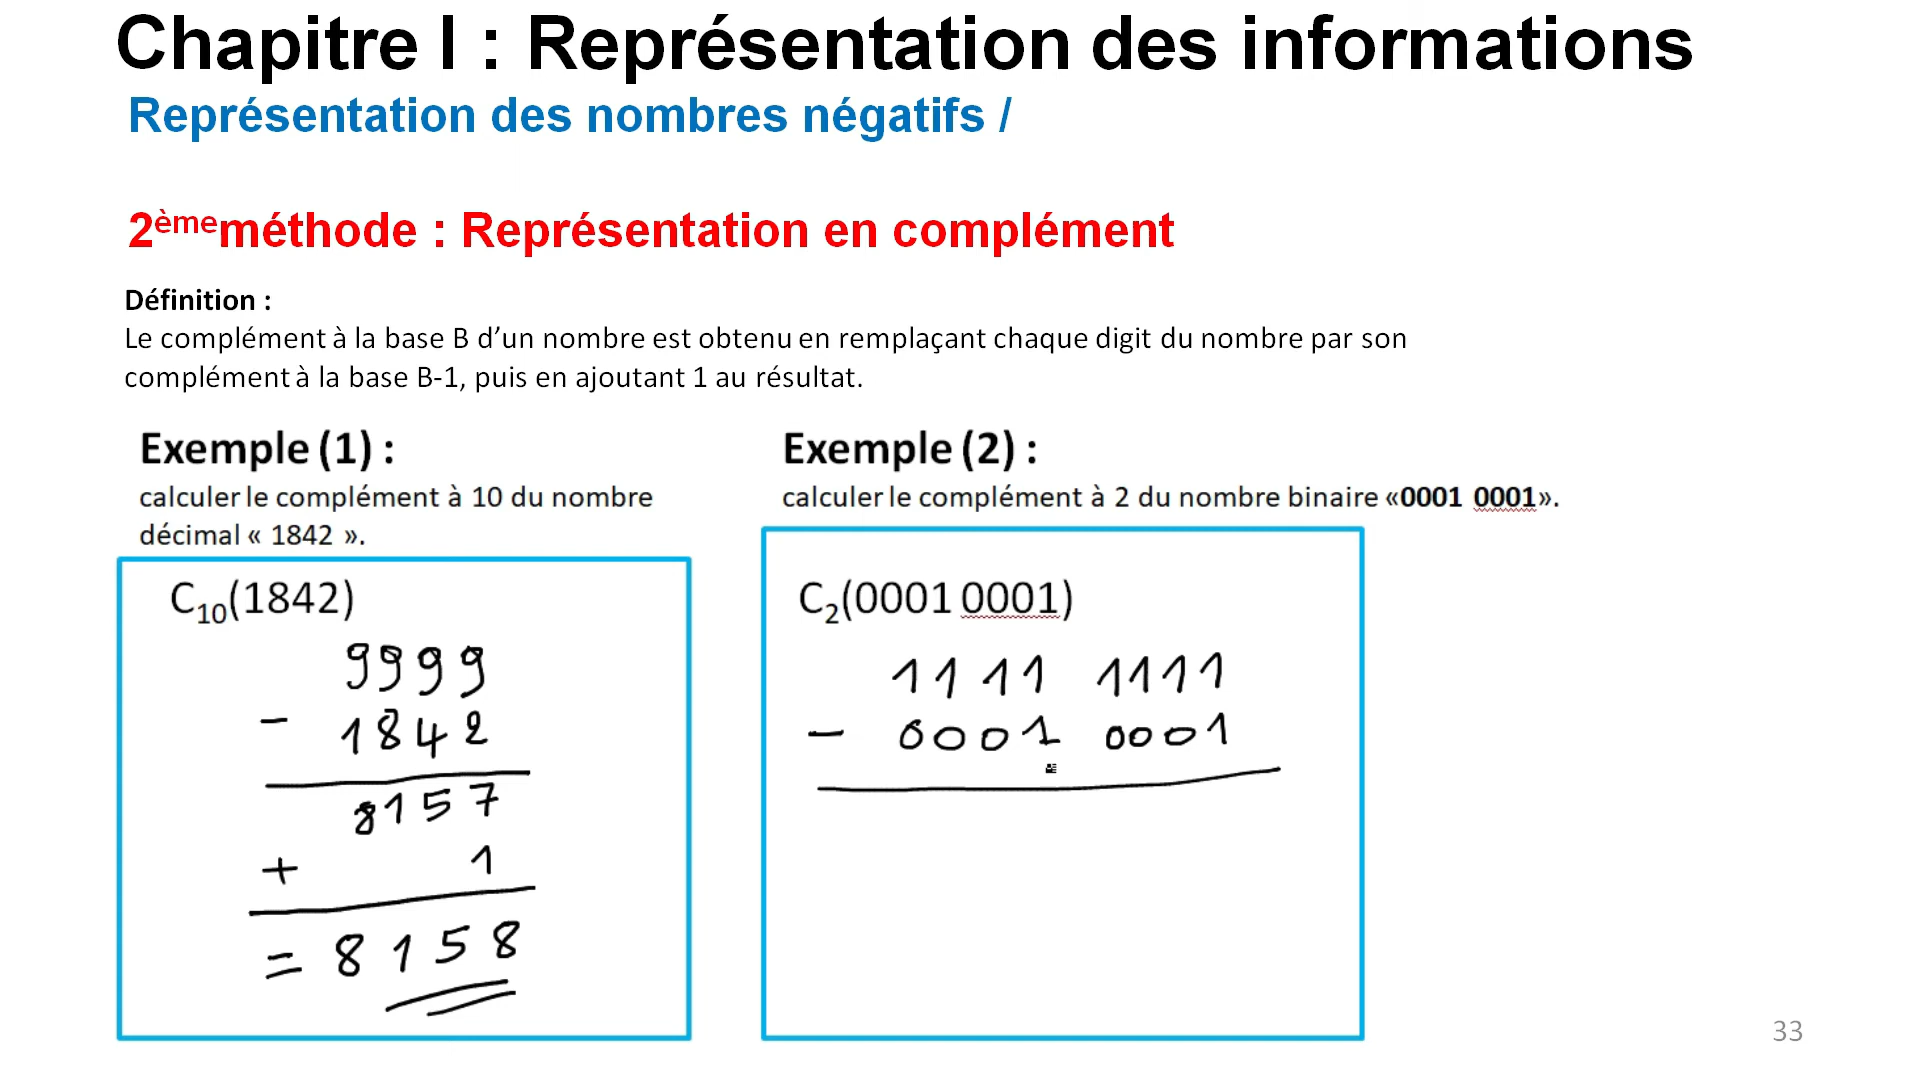 Chapitre I : Représentation des informations
Représentation des nombres négatifs /
2èmeméthode : Représentation en complément
Définition :
Le complément à la base B d’un nombre est obtenu en remplaçant chaque digit du nombre par son
complément à la base B-1, puis en ajoutant 1 au résultat.
Exemple (1) :
calculer le complément à 10 du nombre
décimal « 1842 ».
C10(1842)
9999
- 1842
8157
+ 1
= 8158
Exemple (2) :
calculer le complément à 2 du nombre binaire «0001 0001».
C2(0001 0001)
1111 1111
- 0001 0001
33